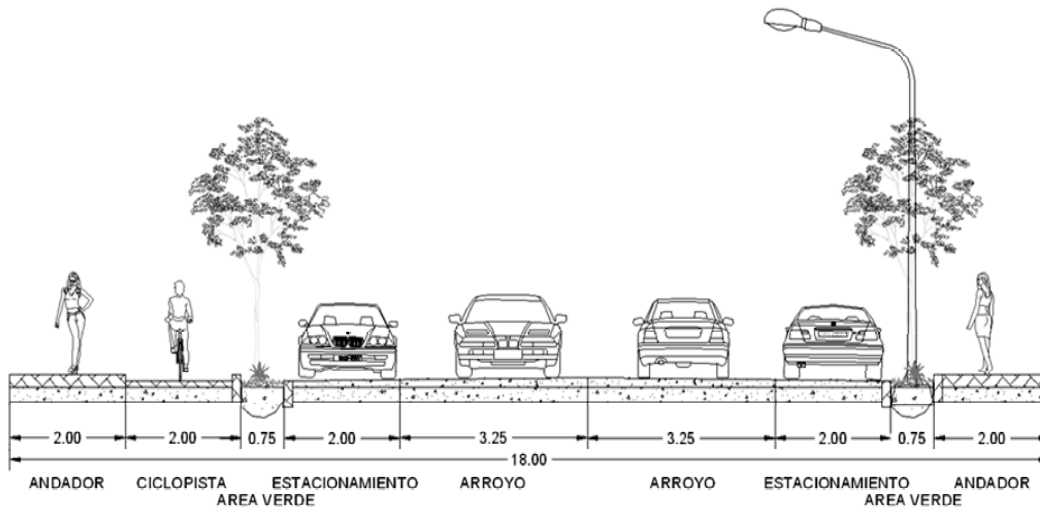 2.00 2.00 0.75 2.00 3.25 3.25 2.00 0.75 2.00
18.00
ANDADOR CICLOPISTA ESTACIONAMIENTO ARROYO ARROYO ESTACIONAMIENTO ANDADOR
AREA VERDE AREA VERDE